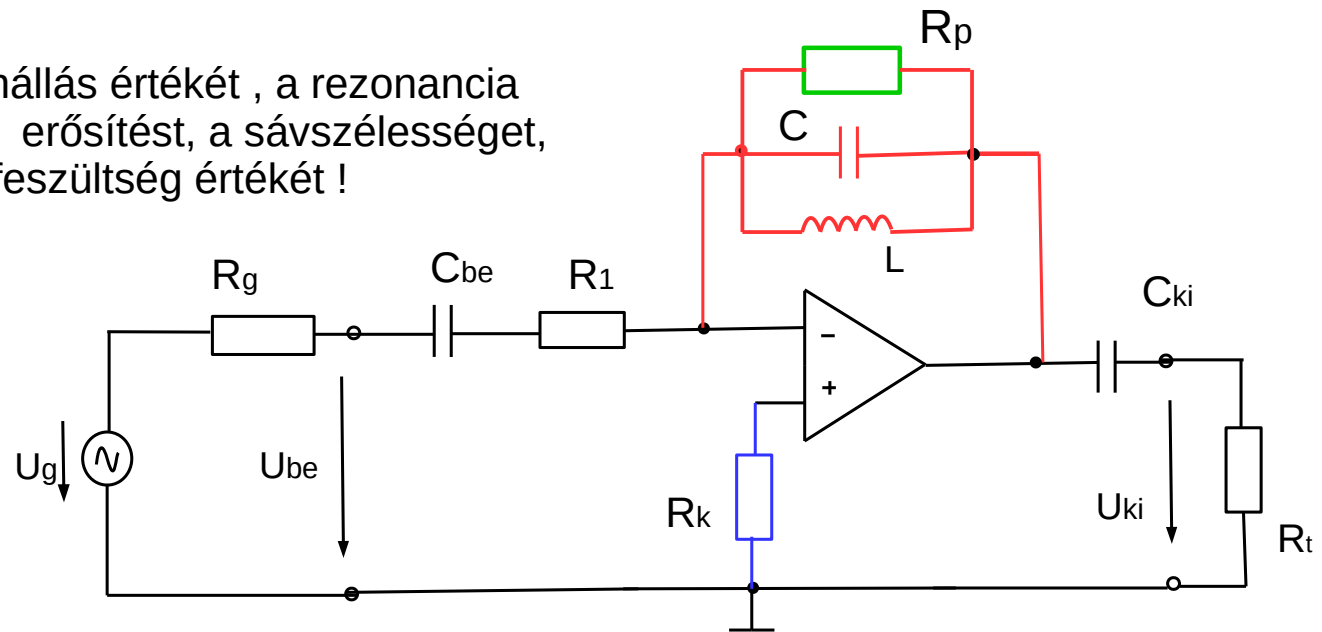 nállás értékét , a rezonancia
erősítést, a sávszélességet,
feszültség értékét !
Rp
C
L
Rg
Cbe
R1
Cki
−
+
Ug
Ube
Rk
Uki
Rt